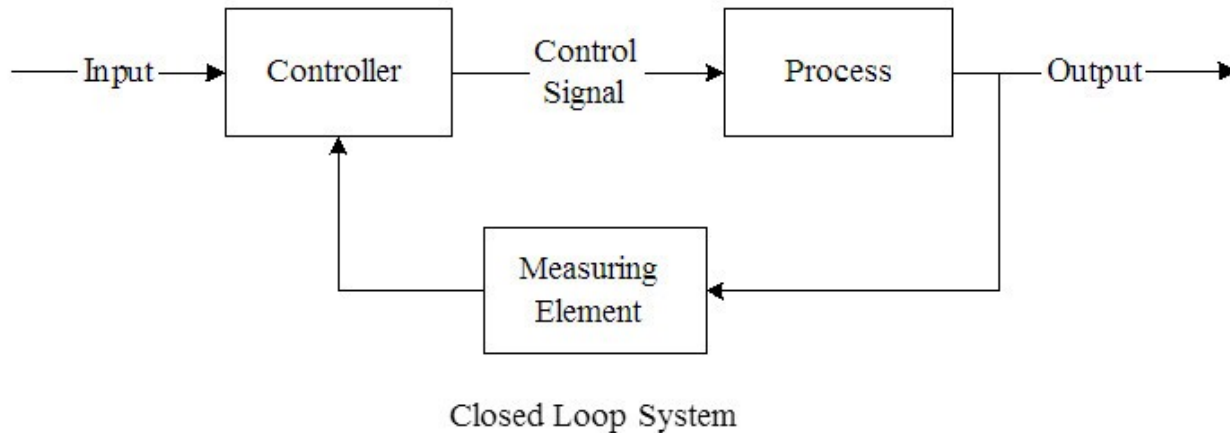 Input
Controller
Control
Signal
Process
Output
Measuring
Element
Closed Loop System